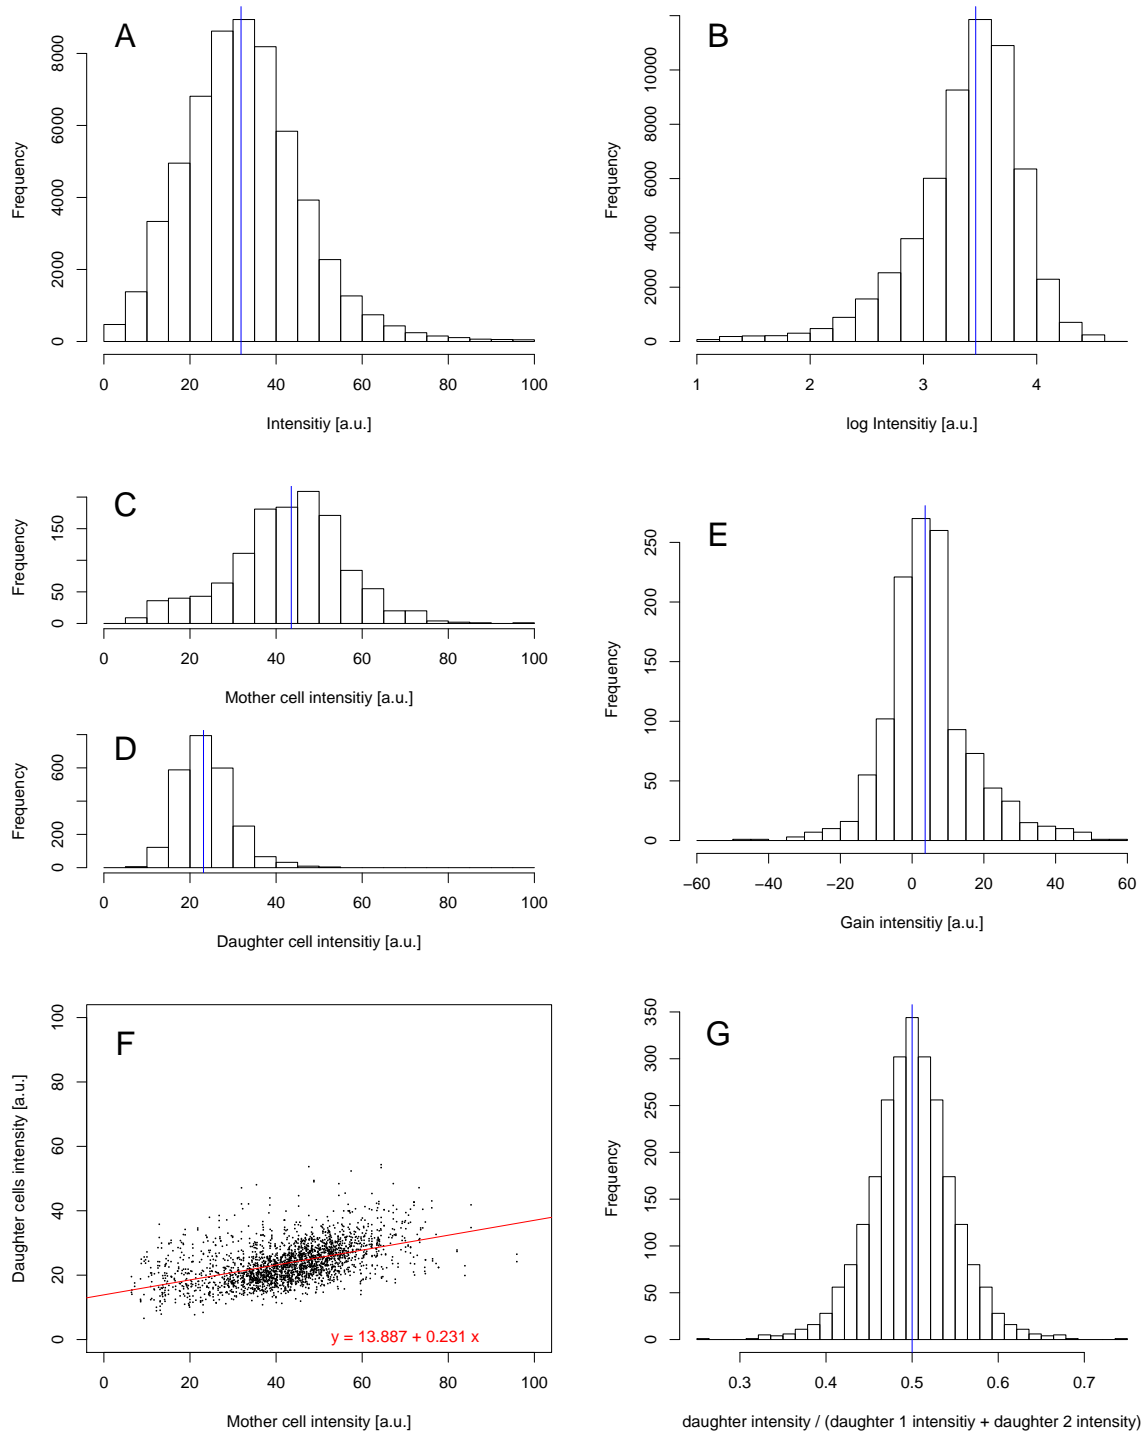 A
Frequency
0
2000
4000
6000
8000
0 20 40 60 80 100
Intensitiy [a.u.]
B
Frequency
0
2000
4000
6000
8000
10000
1 2 3 4
log Intensitiy [a.u.]
C
Frequency
0
50
150
0 20 40 60 80 100
Mother cell intensitiy [a.u.]
D
Frequency
0
200
600
0 20 40 60 80 100
Daughter cell intensitiy [a.u.]
E
Frequency
0
50
100
150
200
250
−60 −40 −20 0 20 40 60
Gain intensitiy [a.u.]
F
Daughter cells intensity [a.u.]
0
20
40
60
80
100
y = 13.887 + 0.231 x
0 20 40 60 80 100
Mother cell intensity [a.u.]
G
Frequency
0
50
100
150
200
250
300
350
0.3 0.4 0.5 0.6 0.7
daughter intensity / (daughter 1 intensitiy + daughter 2 intensity)